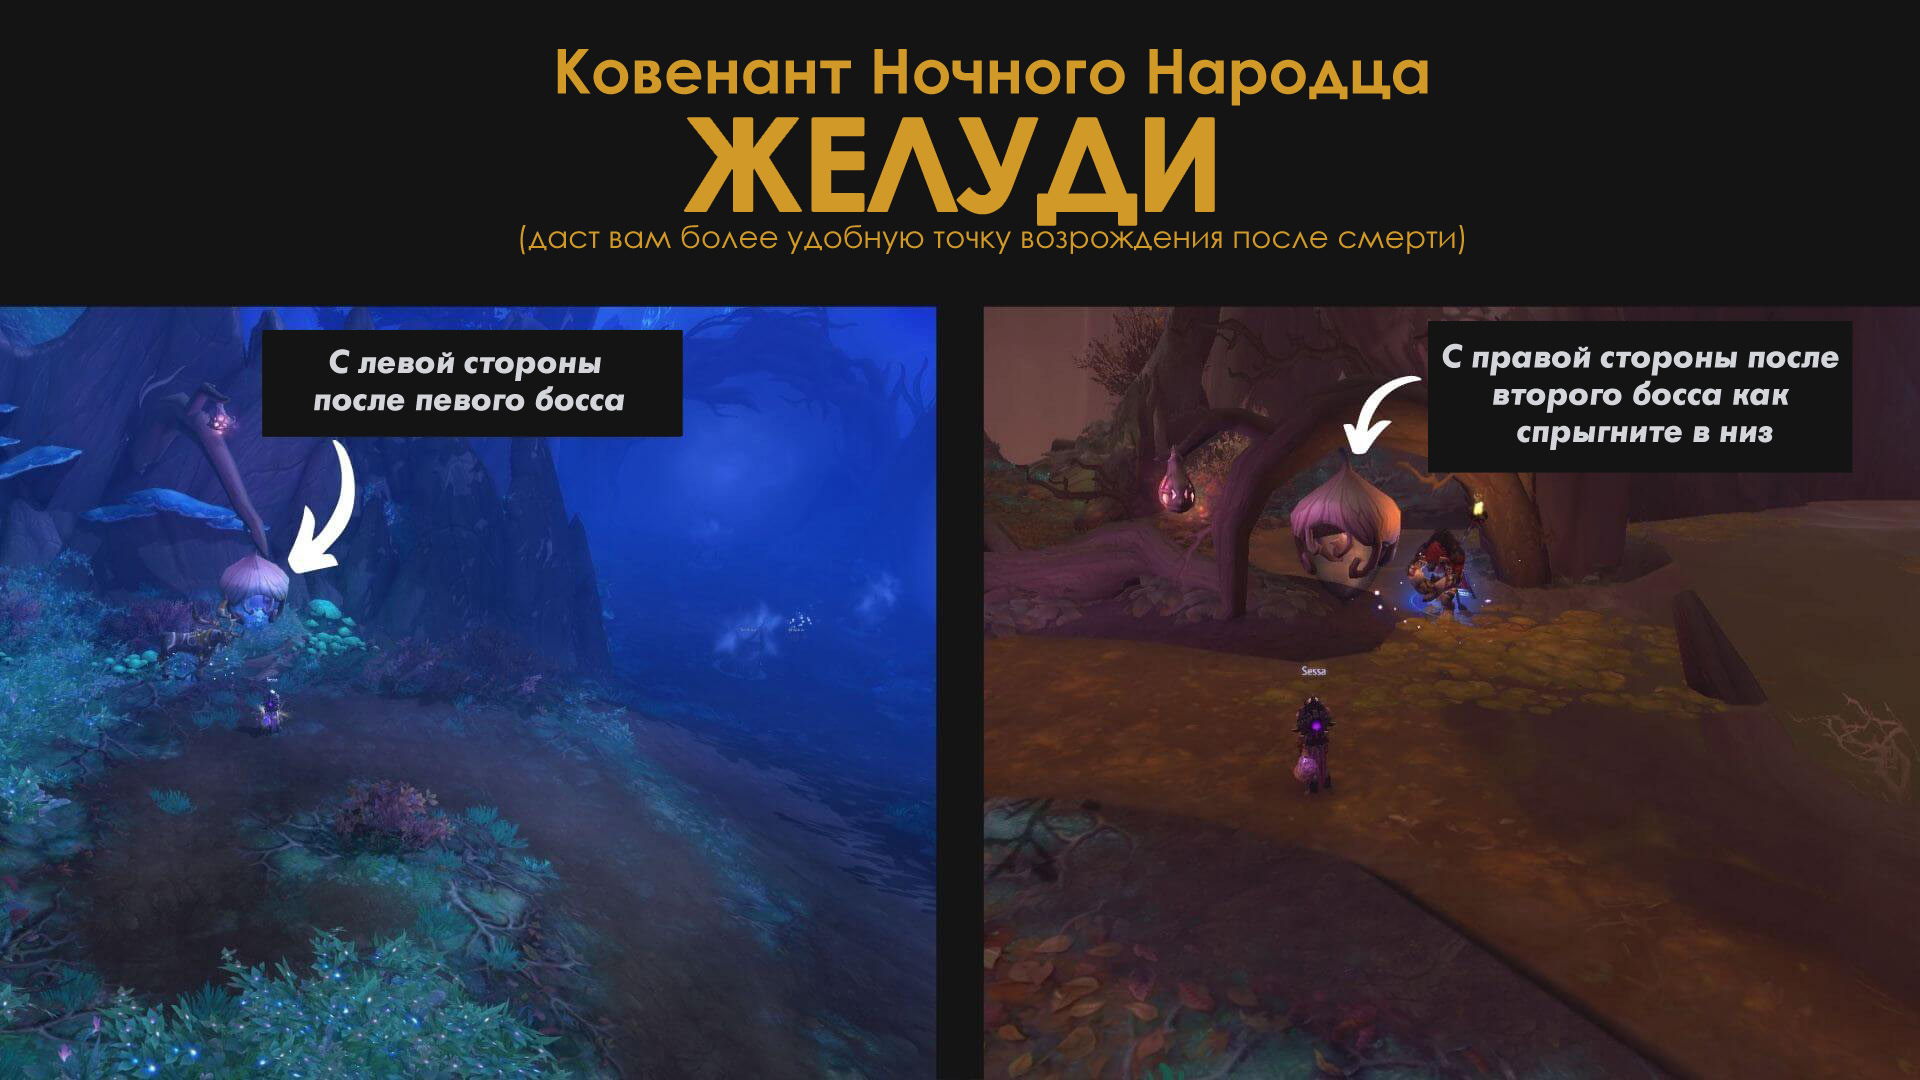 Ковенант Ночного Народца
ЖЕЛУДИ
(даст вам более удобную точку возрождения после смерти)
С левой стороны
после певого босса
С правой стороны после
второго босса как
спрыгните в низ
Sessa